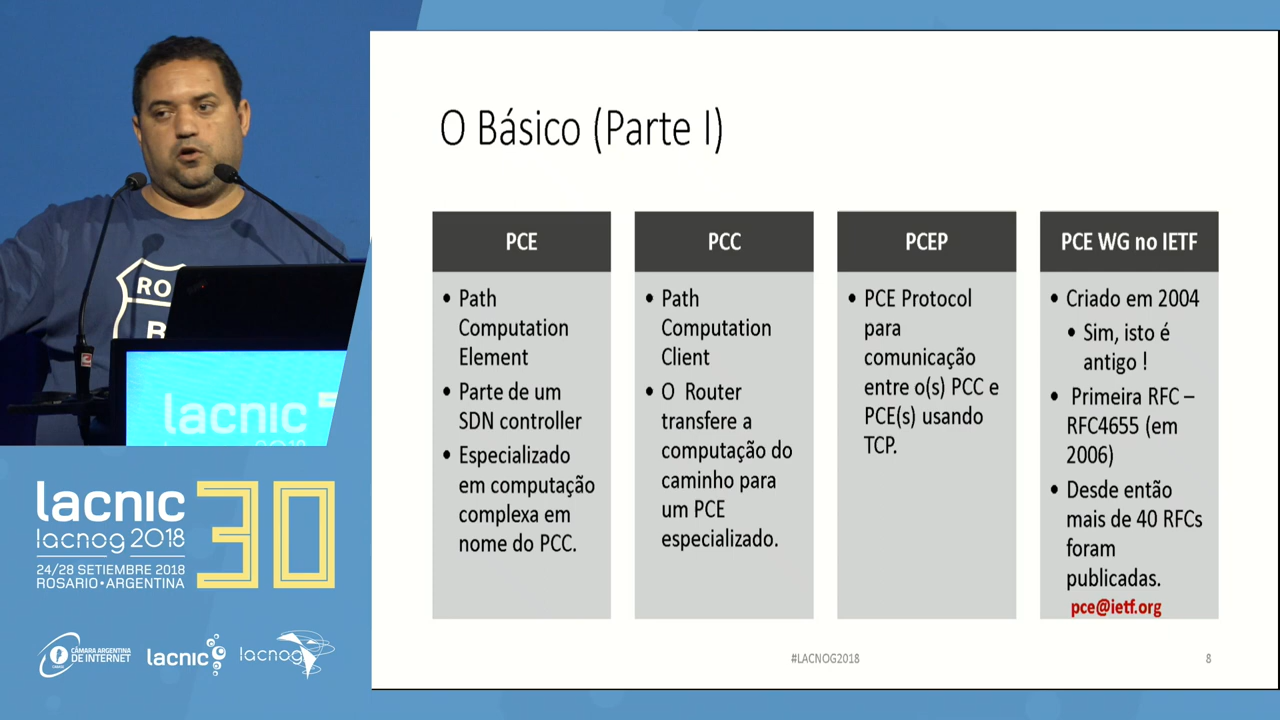 O Básico (Parte I)
PCE
• Path
Computation
Element
• Parte de um
SDN controller
• Especializado
em computação
complexa em
nome do PCC.
PCC
• Path
Computation
Client
• O Router
transfere a
computação do
caminho para
um PCE
especializado.
PCEP
• PCE Protocol
para
comunicação
entre o(s) PCC e
PCE(s) usando
TCP.
PCE WG no IETF
• Criado em 2004
• Sim, isto é
antigo !
• Primeira RFC –
RFC4655 (em
2006)
• Desde então
mais de 40 RFCs
foram
publicadas.
pce@ietf.org
#LACNOG2018
8
RO
B
lacnic
lacnic 30
lacnog 2018
24/28 SETIEMBRE 2018
ROSARIO • ARGENTINA
CÁMARA ARGENTINA
DE INTERNET
lacnic
lacnog